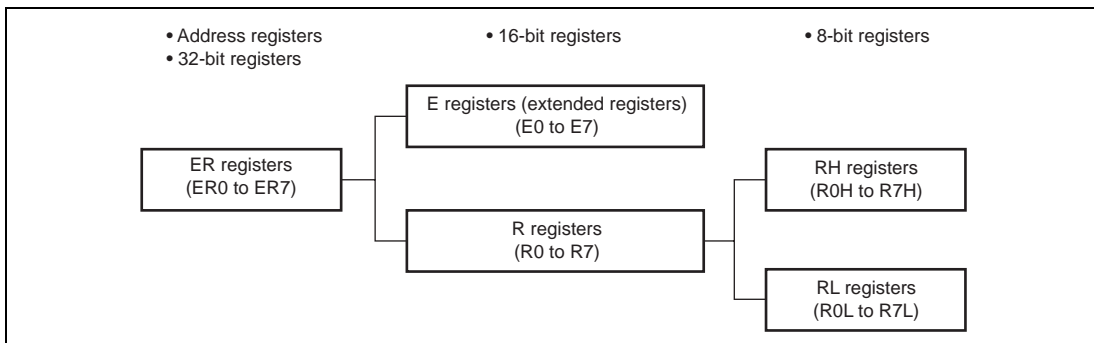 • Address registers
• 32-bit registers
• 16-bit registers
• 8-bit registers
E registers (extended registers)
(E0 to E7)
ER registers
(ER0 to ER7)
RH registers
(R0H to R7H)
R registers
(R0 to R7)
RL registers
(R0L to R7L)